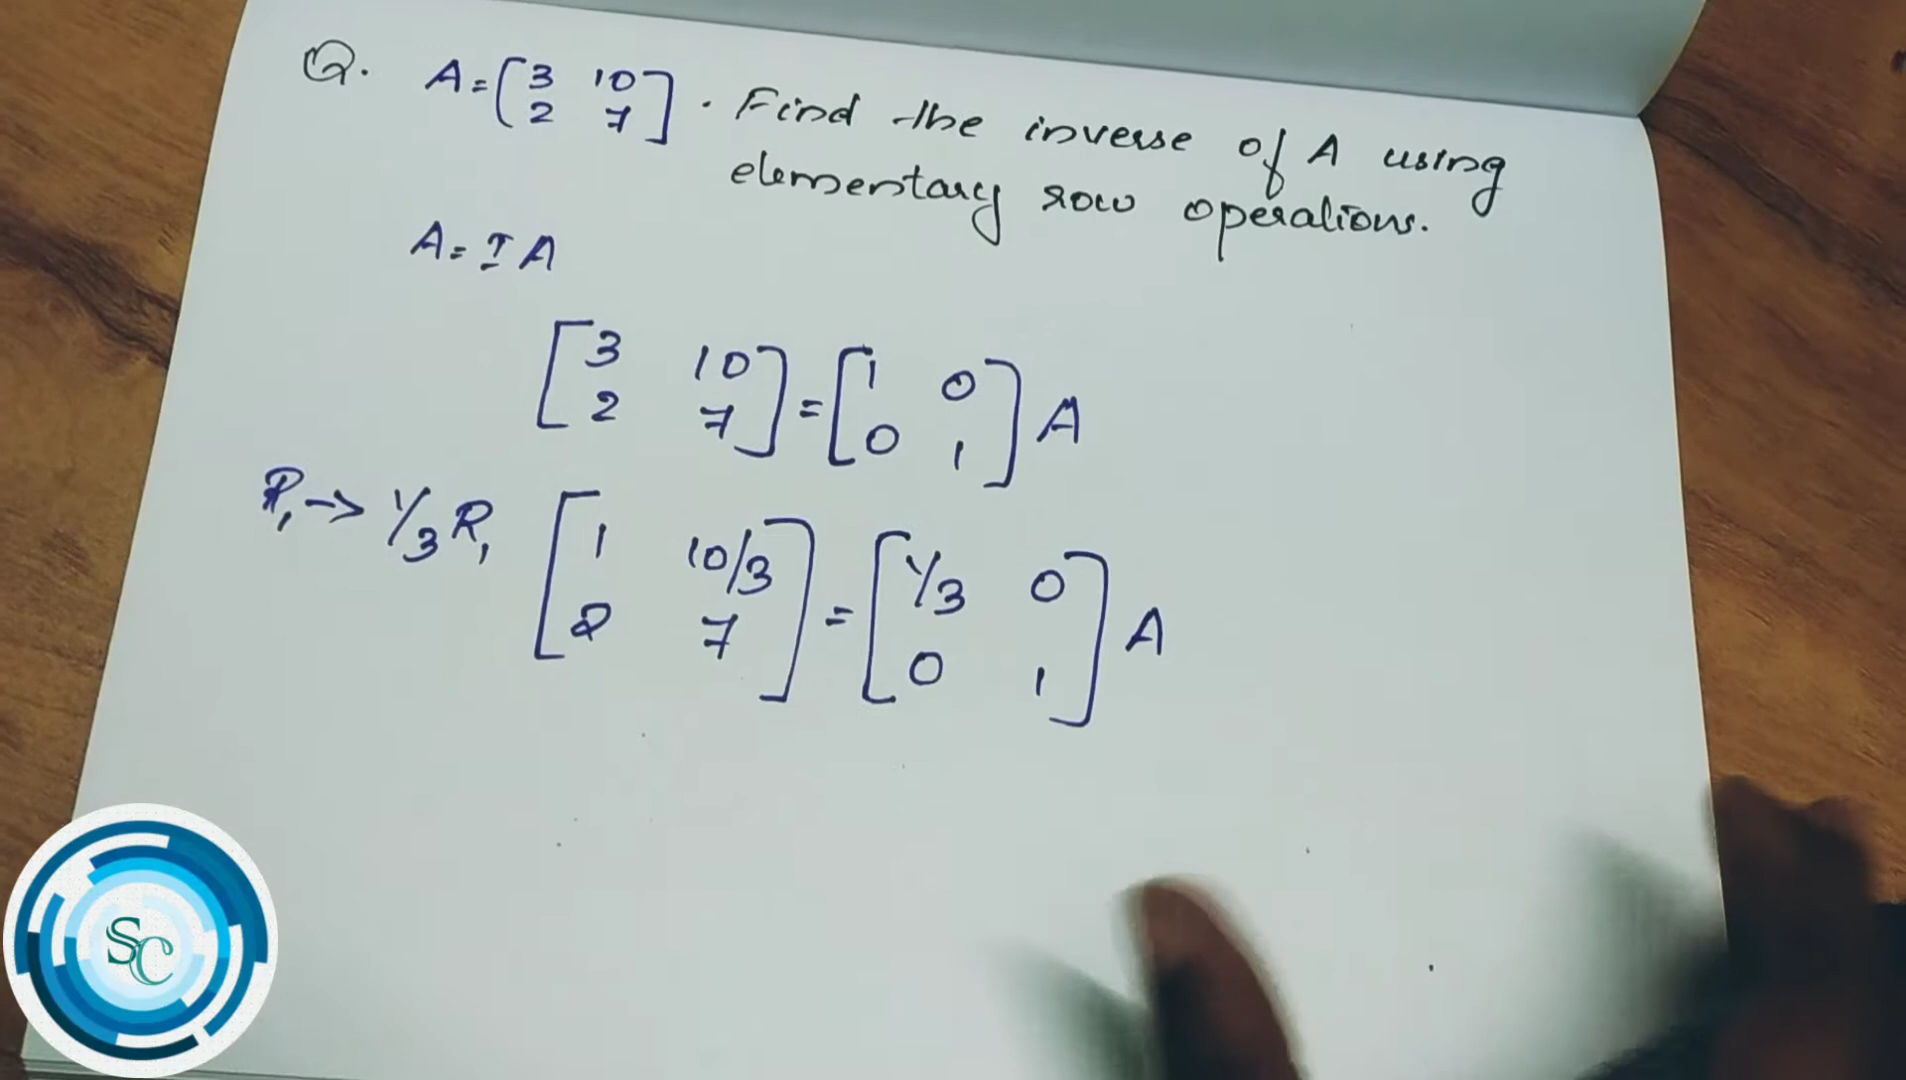 Q. A = [3 10
2 7] . Find the inverse of A using
elementary row operations.
A = IA
[3 10
2 7] = [1 0
0 1] A
R₁ → 1/3 R₁ [1 10/3
2 7] = [1/3 0
0 1] A
SC